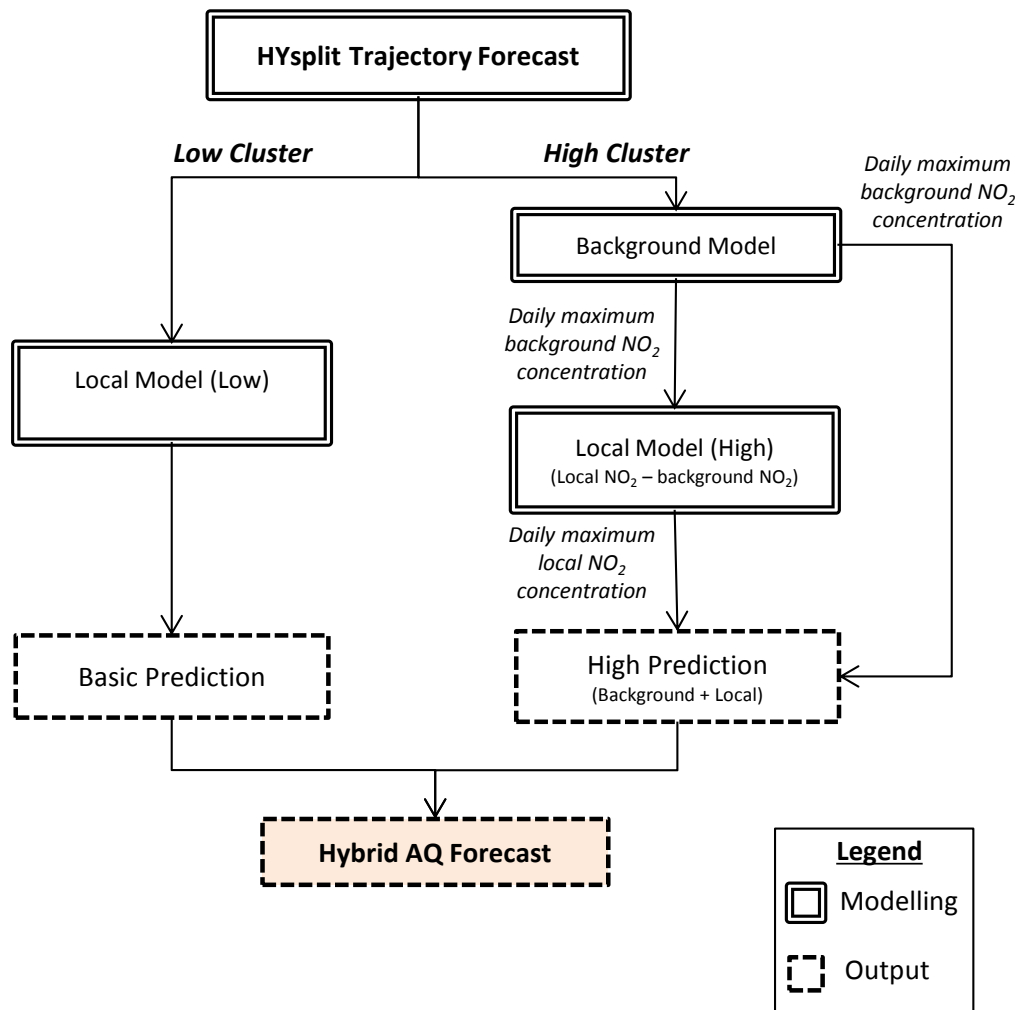 HYsplit Trajectory Forecast
Low Cluster
High Cluster
Daily maximum
background NO₂
concentration
Background Model
Daily maximum
background NO₂
concentration
Local Model (Low)
Local Model (High)
(Local NO₂ – background NO₂)
Daily maximum
local NO₂
concentration
Basic Prediction
High Prediction
(Background + Local)
Hybrid AQ Forecast
Legend
Modelling
Output